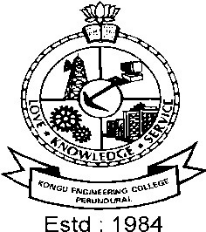 LOVE * KNOWLEDGE * SERVICE
KONGU ENGINEERING COLLEGE
PERUNDURAI
Estd : 1984